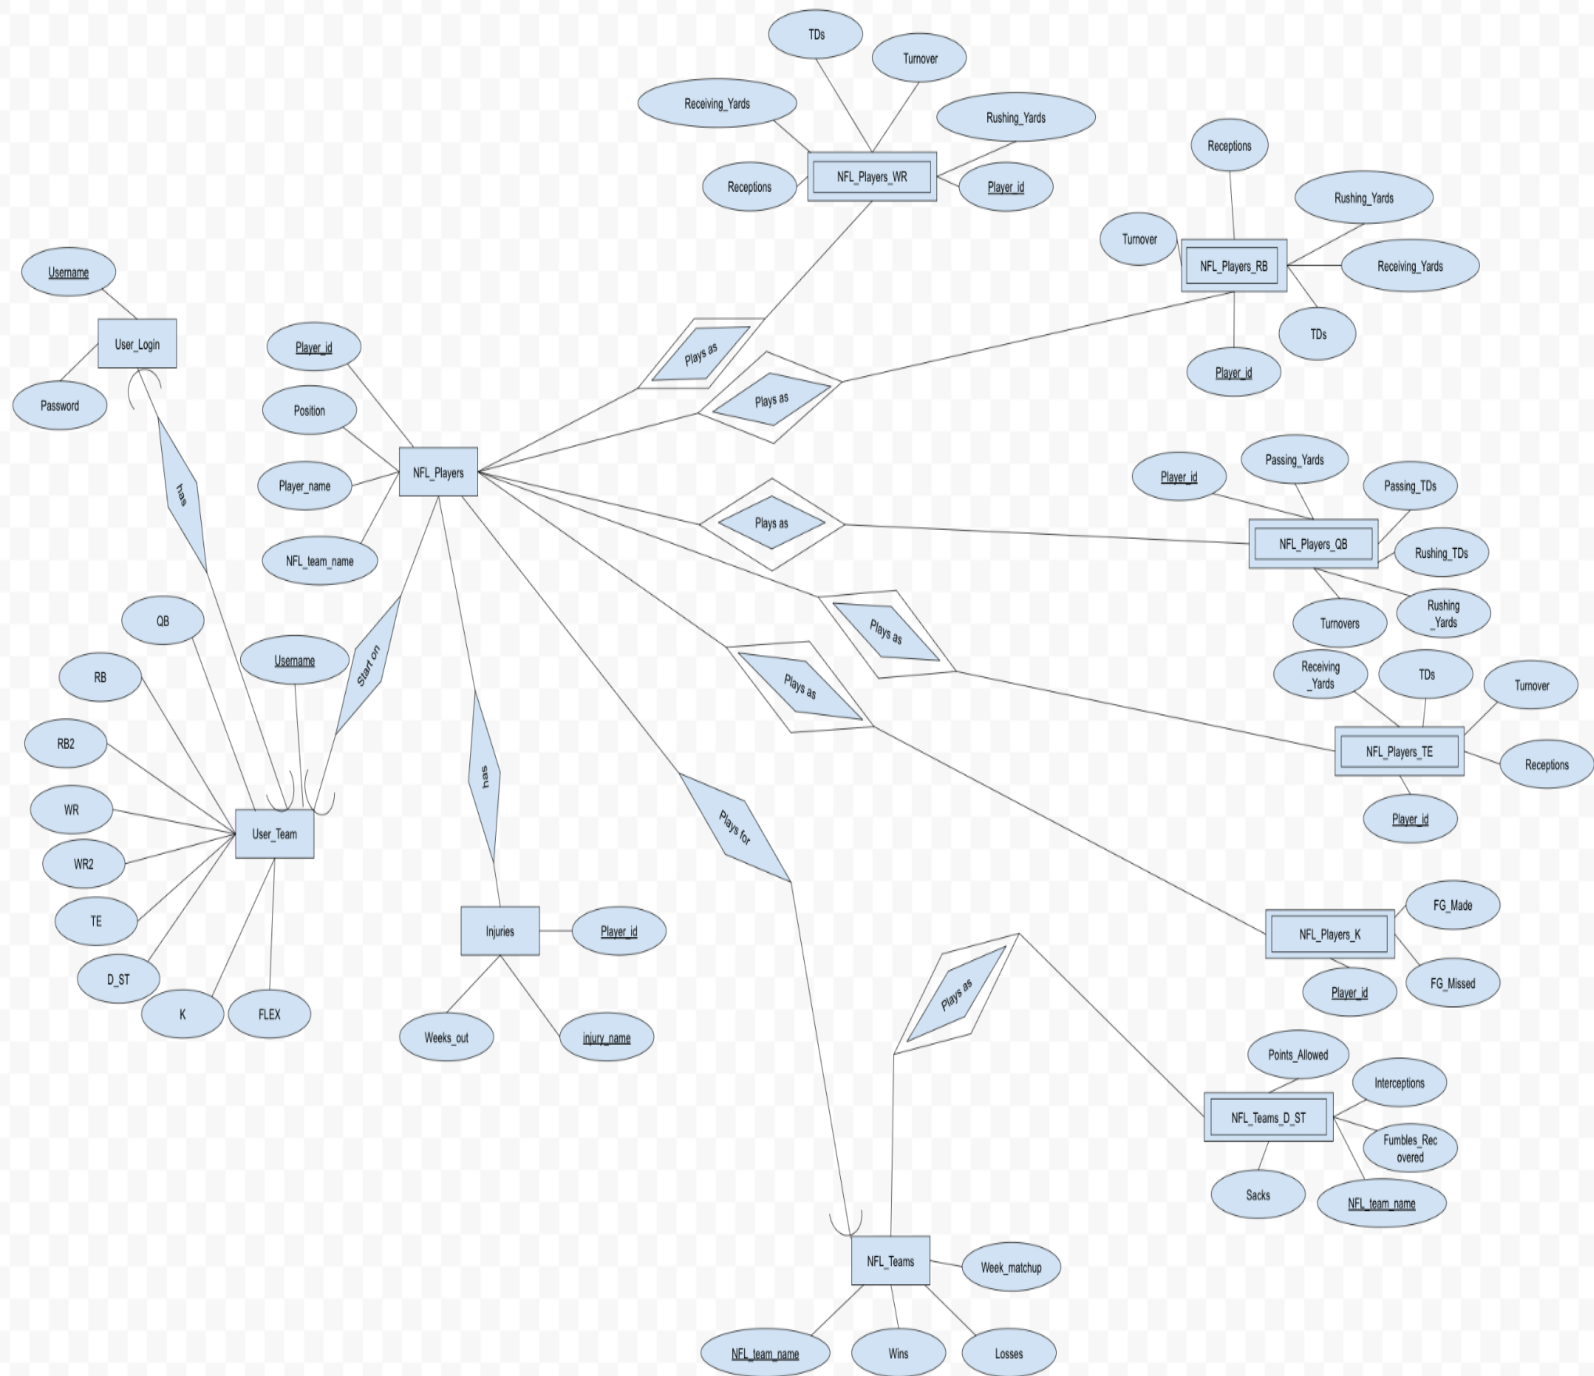 TDs
Turnover
Receiving_Yards
Rushing_Yards
NFL_Players_WR
Receptions
Player_id
Receptions
Rushing_Yards
Turnover
NFL_Players_RB
Receiving_Yards
TDs
Player_id
Username
User_Login
Password
Player_id
Position
NFL_Players
Player_name
NFL_team_name
Plays as
Plays as
Plays as
Plays as
Plays as
Passing_Yards
Player_id
Passing_TDs
NFL_Players_QB
Rushing_TDs
Rushing
_Yards
Turnovers
Receiving
_Yards
TDs
Turnover
NFL_Players_TE
Receptions
Player_id
has
QB
Username
Start on
RB
RB2
WR
User_Team
WR2
TE
D_ST
K
FLEX
has
Injuries
Player_id
Weeks_out
injury_name
Plays for
FG_Made
NFL_Players_K
Player_id
FG_Missed
Plays as
Points_Allowed
Interceptions
NFL_Teams_D_ST
Fumbles_Rec
overed
Sacks
NFL_team_name
NFL_Teams
Week_matchup
NFL_team_name
Wins
Losses